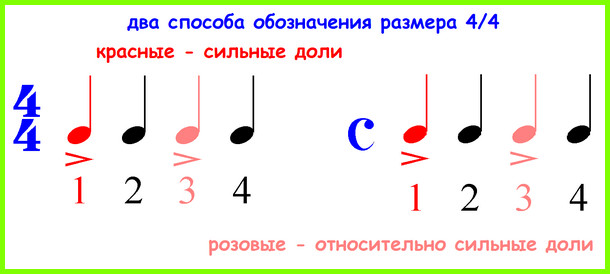 два способа обозначения размера 4/4
красные - сильные доли
4
4
1 2 3 4
с
1 2 3 4
розовые - относительно сильные доли